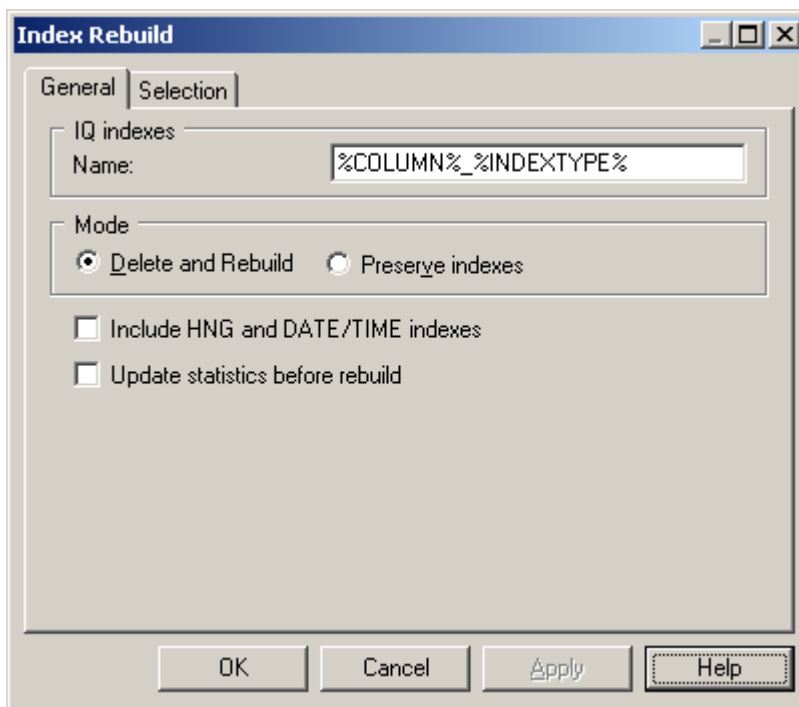 Index Rebuild
General Selection
IQ indexes
Name: %COLUMN%_%INDEXTYPE%
Mode
Delete and Rebuild Preserve indexes
Include HNG and DATE/TIME indexes
Update statistics before rebuild
OK Cancel Apply Help